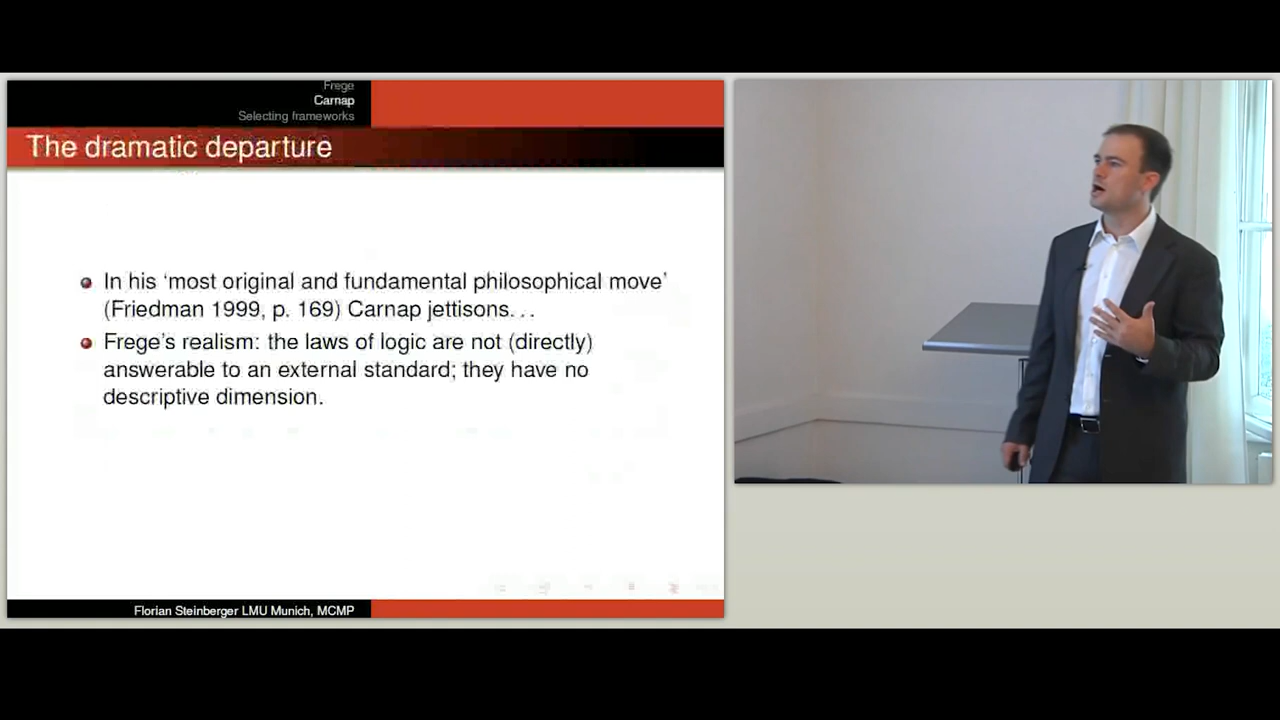 Frege
Carnap
Selecting frameworks
The dramatic departure
In his ‘most original and fundamental philosophical move’
(Friedman 1999, p. 169) Carnap jettisons...
Frege’s realism: the laws of logic are not (directly)
answerable to an external standard; they have no
descriptive dimension.
Florian Steinberger LMU Munich, MCMP